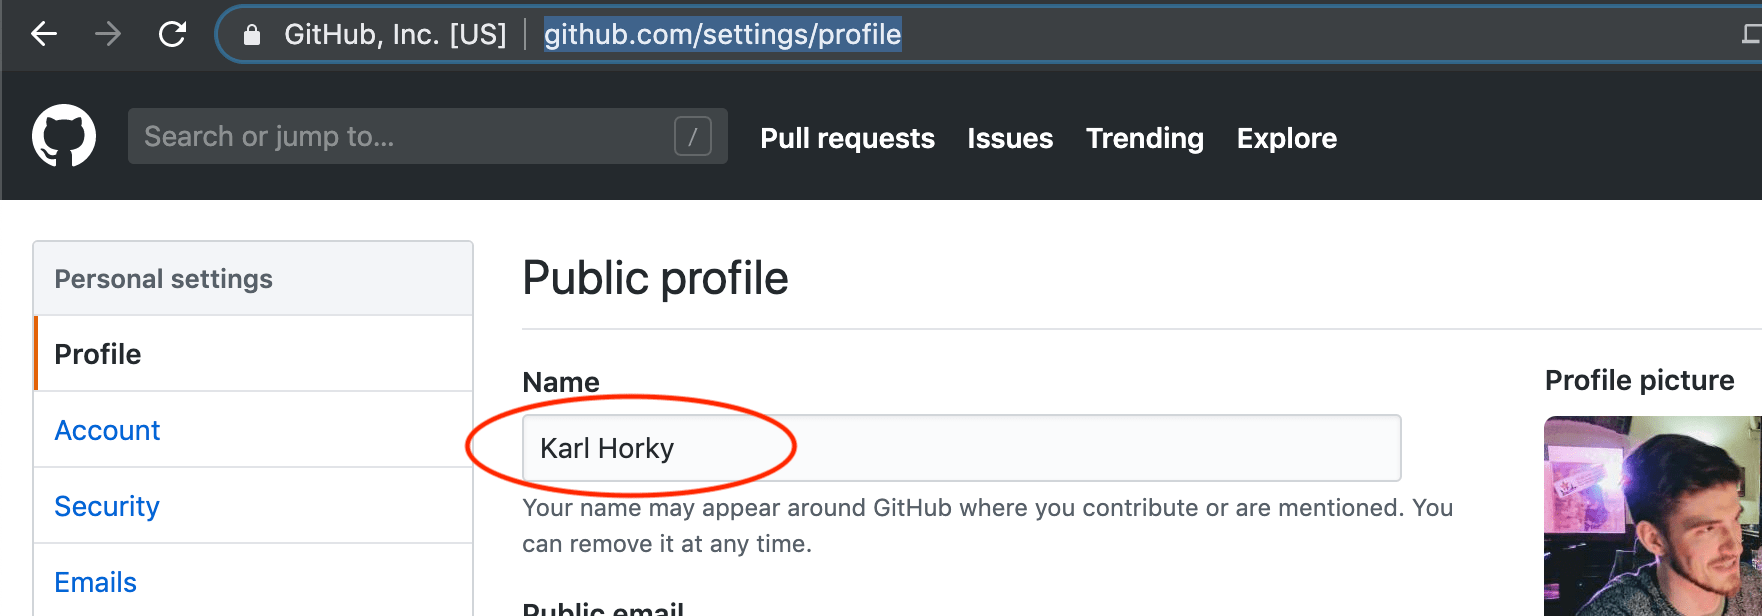 GitHub, Inc. [US] github.com/settings/profile
Search or jump to... /
Pull requests Issues Trending Explore
Personal settings
Profile
Account
Security
Emails
Public profile
Name
Karl Horky
Your name may appear around GitHub where you contribute or are mentioned. You
can remove it at any time.
Public email
Profile picture